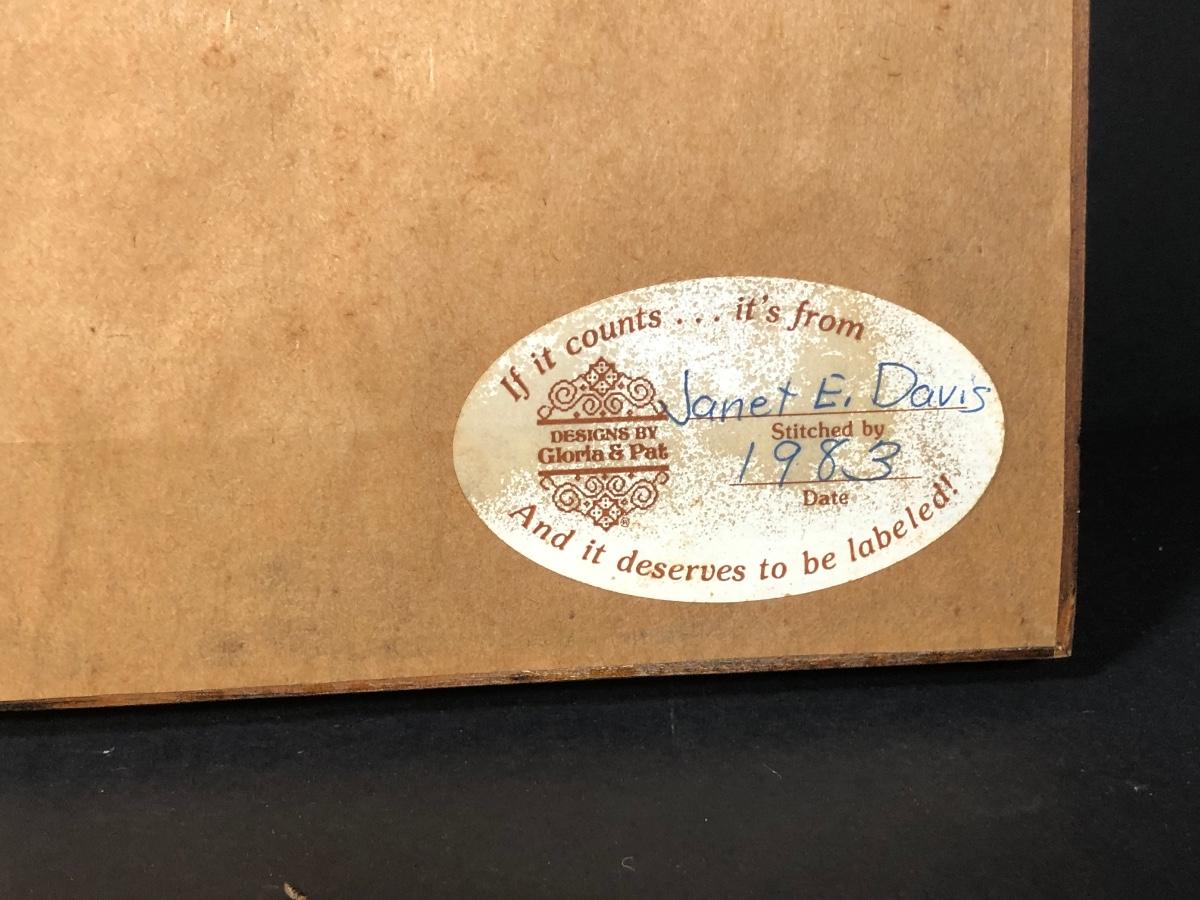 If it counts . . . it's from
DESIGNS BY
Gloria & Pat
®
Janet E. Davis
Stitched by
1983
Date
And it deserves to be labeled!